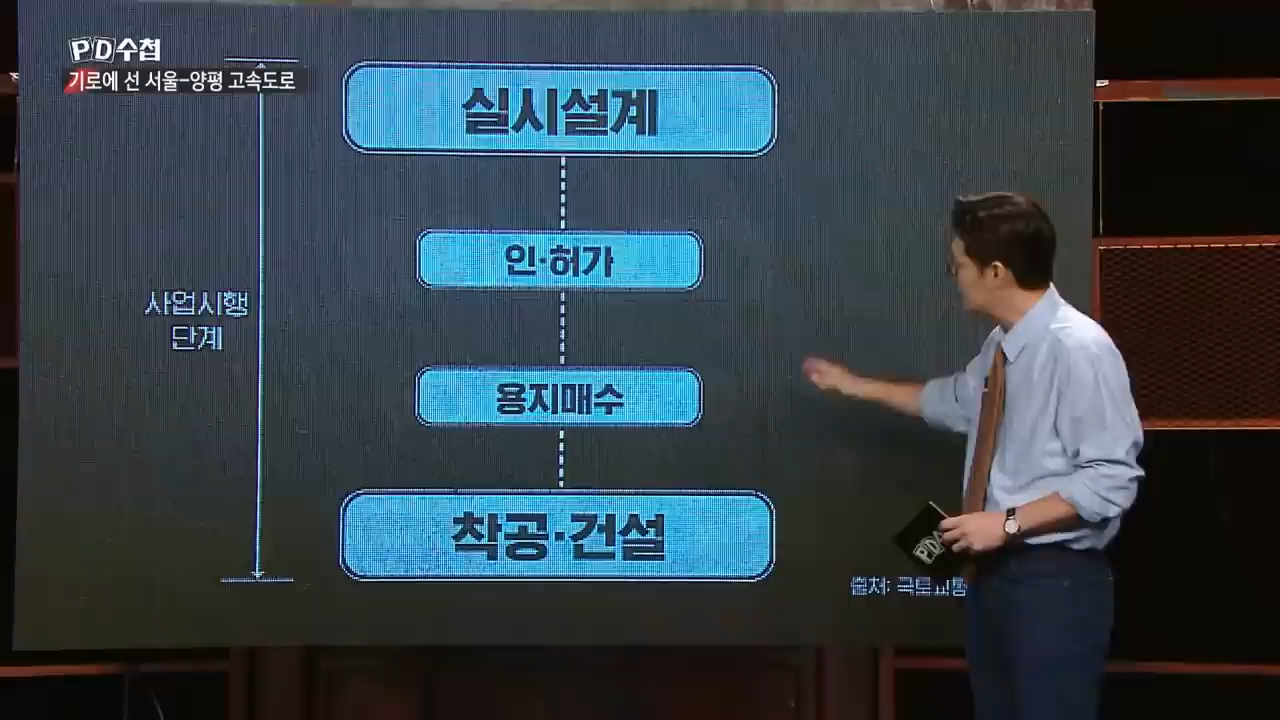 PD수첩
기로에 선 서울-양평 고속도로
실시설계
인·허가
사업시행
단계
용지매수
착공·건설
출처: 국토교통
PD